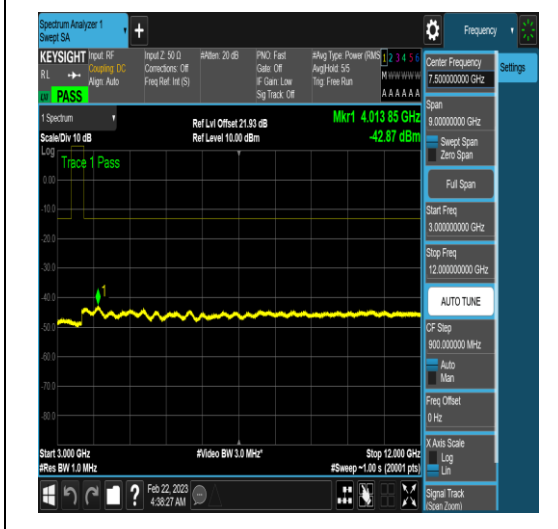 Spectrum Analyzer 1
Swept SA
Frequency
KEYSIGHT
RL
Input: RF
Coupling: DC
Align: Auto
Input Z: 50 Ω
Corrections: Off
Freq Ref: Int (S)
#Atten: 20 dB
PNO: Fast
Gate: Off
IF Gain: Low
Sig Track: Off
#Avg Type: Power (RMS
Avg|Hold: 5/5
Trig: Free Run
1 2 3 4 5 6
M W W W W W
A A A A A A
PASS
1 Spectrum
Scale/Div 10 dB
Ref Lvl Offset 21.93 dB
Ref Level 10.00 dBm
Mkr1 4.013 85 GHz
-42.87 dBm
Log
Trace 1 Pass
0.00
-10.0
-20.0
-30.0
-40.0
-50.0
-60.0
-70.0
-80.0
1
Start 3.000 GHz
#Res BW 1.0 MHz
#Video BW 3.0 MHz*
Stop 12.000 GHz
#Sweep ~1.00 s (20001 pts)
?
Feb 22, 2023
4:38:27 AM
Center Frequency
7.500000000 GHz
Span
9.00000000 GHz
Swept Span
Zero Span
Full Span
Start Freq
3.000000000 GHz
Stop Freq
12.000000000 GHz
AUTO TUNE
CF Step
900.000000 MHz
Auto
Man
Freq Offset
0 Hz
X Axis Scale
Log
Lin
Signal Track
(Span Zoom)
Settings